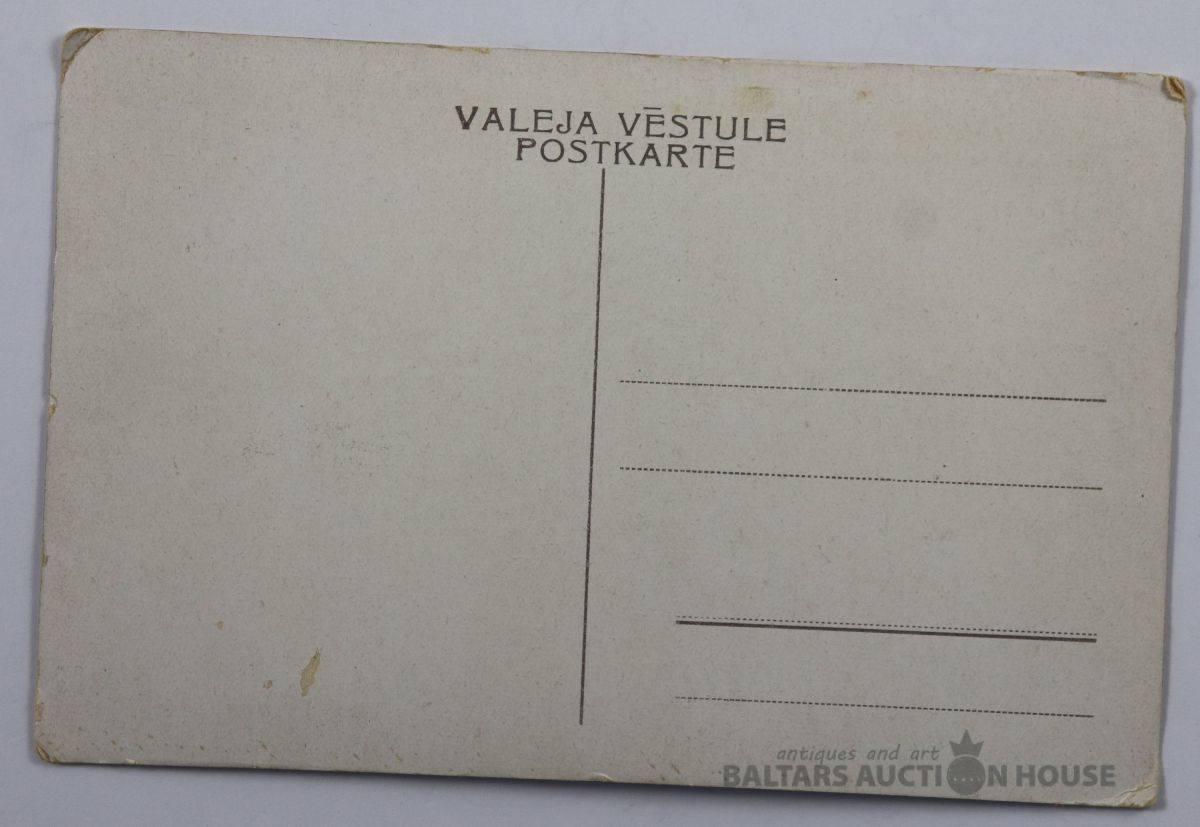 VALEJA VĒSTULE
POSTKARTE
antiques and art
BALTARS AUCTION HOUSE